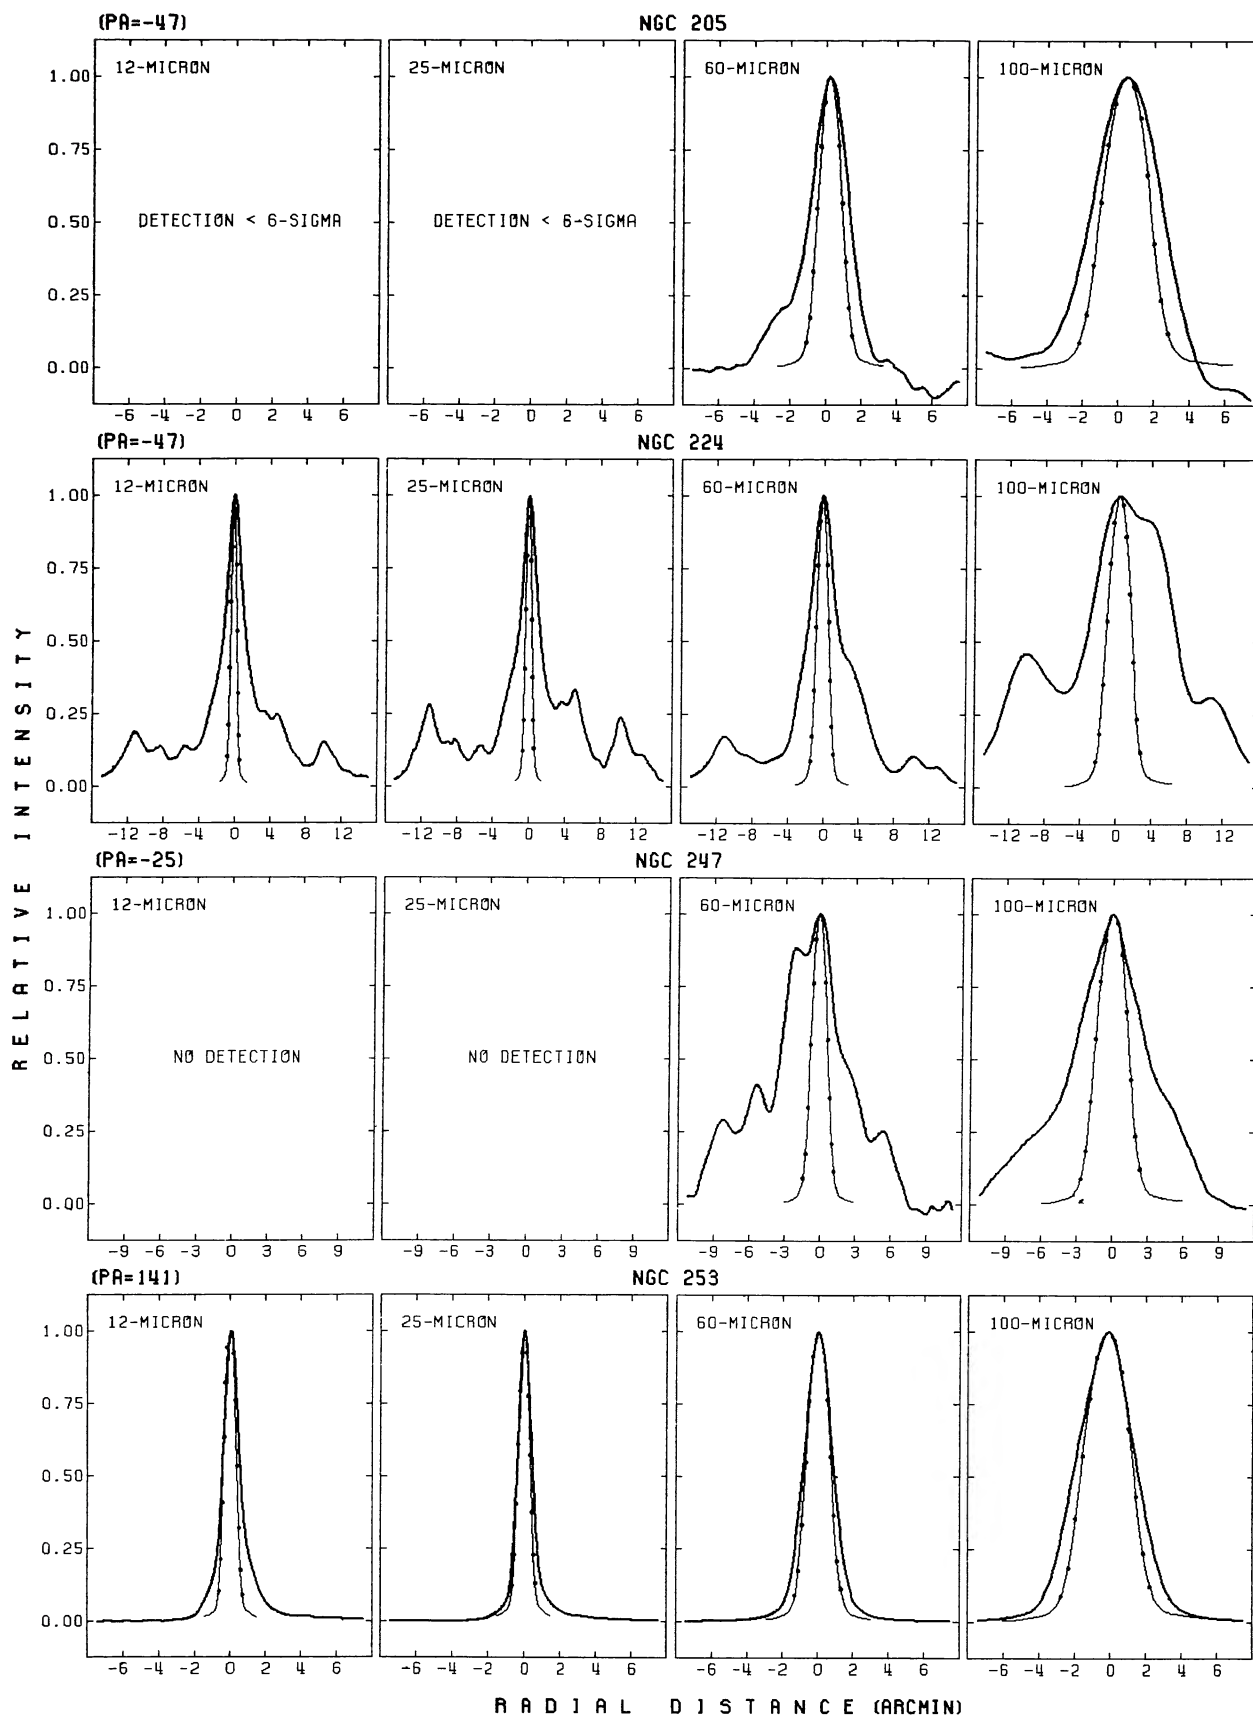 (PA=-47) NGC 205
12-MICRON 25-MICRON 60-MICRON 100-MICRON
1.00
0.75
DETECTION < 6-SIGMA DETECTION < 6-SIGMA
0.50
0.25
0.00
-6 -4 -2 0 2 4 6 -6 -4 -2 0 2 4 6 -6 -4 -2 0 2 4 6 -6 -4 -2 0 2 4 6
(PA=-47) NGC 224
12-MICRON 25-MICRON 60-MICRON 100-MICRON
1.00
0.75
0.50
0.25
0.00
-12 -8 -4 0 4 8 12 -12 -8 -4 0 4 8 12 -12 -8 -4 0 4 8 12 -12 -8 -4 0 4 8 12
(PA=-25) NGC 247
12-MICRON 25-MICRON 60-MICRON 100-MICRON
1.00
0.75
NO DETECTION NO DETECTION
0.50
0.25
0.00
-9 -6 -3 0 3 6 9 -9 -6 -3 0 3 6 9 -9 -6 -3 0 3 6 9 -9 -6 -3 0 3 6 9
(PA=141) NGC 253
12-MICRON 25-MICRON 60-MICRON 100-MICRON
1.00
0.75
0.50
0.25
0.00
-6 -4 -2 0 2 4 6 -6 -4 -2 0 2 4 6 -6 -4 -2 0 2 4 6 -6 -4 -2 0 2 4 6
RELATIVE INTENSITY
RADIAL DISTANCE (ARCMIN)